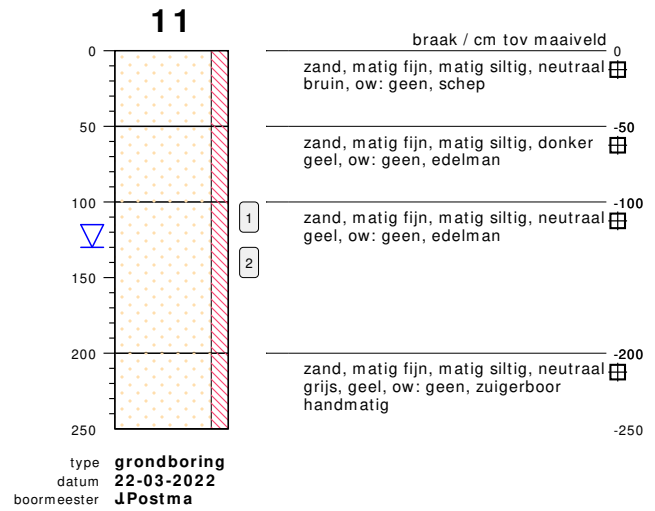 11
braak / cm tov maaiveld
0 0
zand, matig fijn, matig siltig, neutraal
bruin, ow: geen, schep
50 -50
zand, matig fijn, matig siltig, donker
geel, ow: geen, edelman
100 -100
1
zand, matig fijn, matig siltig, neutraal
geel, ow: geen, edelman
2
150
200 -200
zand, matig fijn, matig siltig, neutraal
grijs, geel, ow: geen, zuigerboor
handmatig
250 -250
type grondboring
datum 22-03-2022
boormeester J.Postma